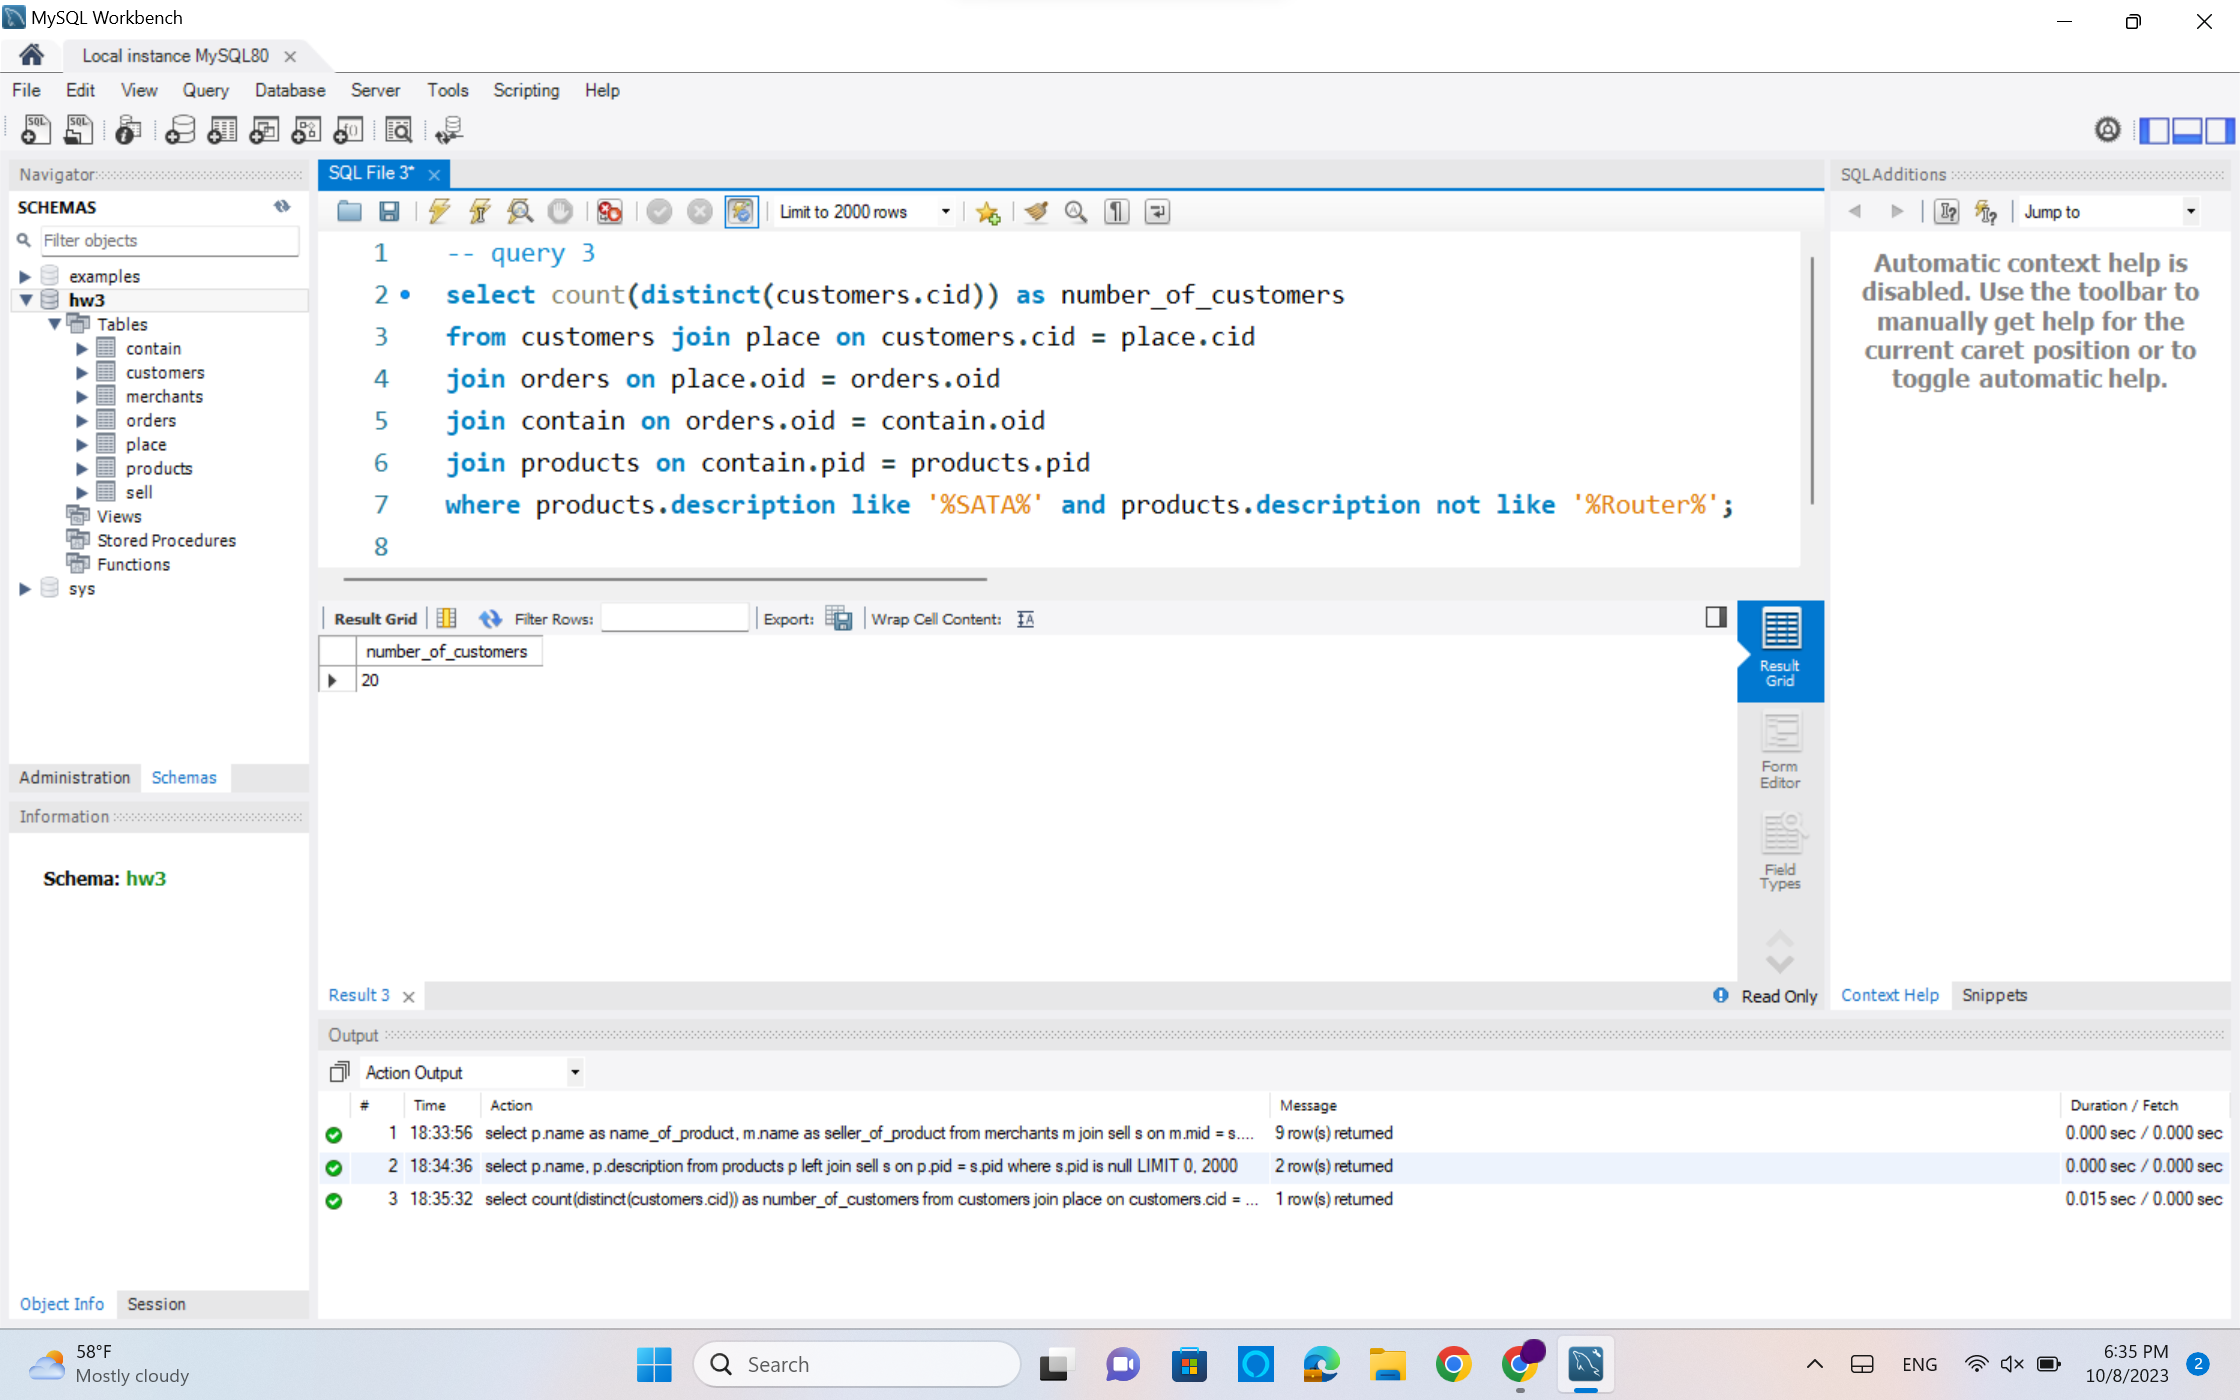 MySQL Workbench
Local instance MySQL80
File Edit View Query Database Server Tools Scripting Help
Navigator
SCHEMAS
Filter objects
examples
hw3
Tables
contain
customers
merchants
orders
place
products
sell
Views
Stored Procedures
Functions
sys
Administration Schemas
Information
Schema: hw3
Object Info Session
SQL File 3*
Limit to 2000 rows
1 -- query 3
2 select count(distinct(customers.cid)) as number_of_customers
3 from customers join place on customers.cid = place.cid
4 join orders on place.oid = orders.oid
5 join contain on orders.oid = contain.oid
6 join products on contain.pid = products.pid
7 where products.description like '%SATA%' and products.description not like '%Router%';
8
Result Grid Filter Rows: Export: Wrap Cell Content:
number_of_customers
20
Result Grid
Form Editor
Field Types
Result 3
Read Only
SQLAdditions
Jump to
Automatic context help is
disabled. Use the toolbar to
manually get help for the
current caret position or to
toggle automatic help.
Context Help Snippets
Output
Action Output
# Time Action Message Duration / Fetch
1 18:33:56 select p.name as name_of_product, m.name as seller_of_product from merchants m join sell s on m.mid = s.... 9 row(s) returned 0.000 sec / 0.000 sec
2 18:34:36 select p.name, p.description from products p left join sell s on p.pid = s.pid where s.pid is null LIMIT 0, 2000 2 row(s) returned 0.000 sec / 0.000 sec
3 18:35:32 select count(distinct(customers.cid)) as number_of_customers from customers join place on customers.cid = ... 1 row(s) returned 0.015 sec / 0.000 sec
58°F
Mostly cloudy
Search
ENG
6:35 PM
10/8/2023
2